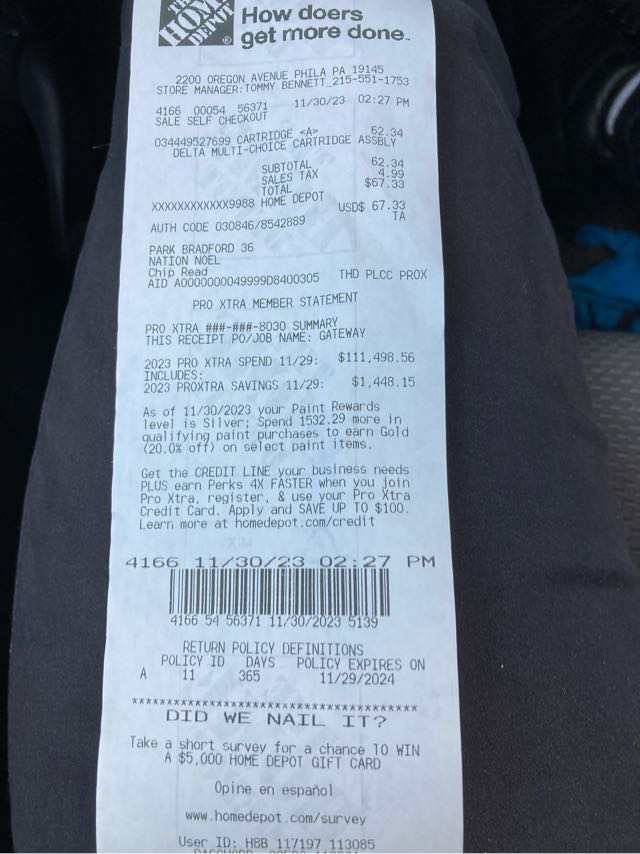 THE HOME DEPOT
How doers
get more done.
2200 OREGON AVENUE PHILA PA 19145
STORE MANAGER:TOMMY BENNETT 215-551-1753
4166 00054 56371 11/30/23 02:27 PM
SALE SELF CHECKOUT
034449527699 CARTRIDGE <A> 62.34
DELTA MULTI-CHOICE CARTRIDGE ASSBLY
SUBTOTAL 62.34
SALES TAX 4.99
TOTAL $67.33
XXXXXXXXXXXX9988 HOME DEPOT
USD$ 67.33
AUTH CODE 030846/8542889 TA
PARK BRADFORD 36
NATION NOEL
Chip Read
AID A0000000049999D8400305 THD PLCC PROX
PRO XTRA MEMBER STATEMENT
PRO XTRA ###-###-8030 SUMMARY
THIS RECEIPT PO/JOB NAME: GATEWAY
2023 PRO XTRA SPEND 11/29: $111,498.56
INCLUDES:
2023 PROXTRA SAVINGS 11/29: $1,448.15
As of 11/30/2023 your Paint Rewards
level is Silver; Spend 1532.29 more in
qualifying paint purchases to earn Gold
(20.0% off) on select paint items.
Get the CREDIT LINE your business needs
PLUS earn Perks 4X FASTER when you join
Pro Xtra, register, & use your Pro Xtra
Credit Card. Apply and SAVE UP TO $100.
Learn more at homedepot.com/credit
4166 11/30/23 02:27 PM
4166 54 56371 11/30/2023 5139
RETURN POLICY DEFINITIONS
POLICY ID DAYS POLICY EXPIRES ON
A 11 365 11/29/2024
****************************************
DID WE NAIL IT?
Take a short survey for a chance TO WIN
A $5,000 HOME DEPOT GIFT CARD
Opine en español
www.homedepot.com/survey
User ID: H8B 117197 113085